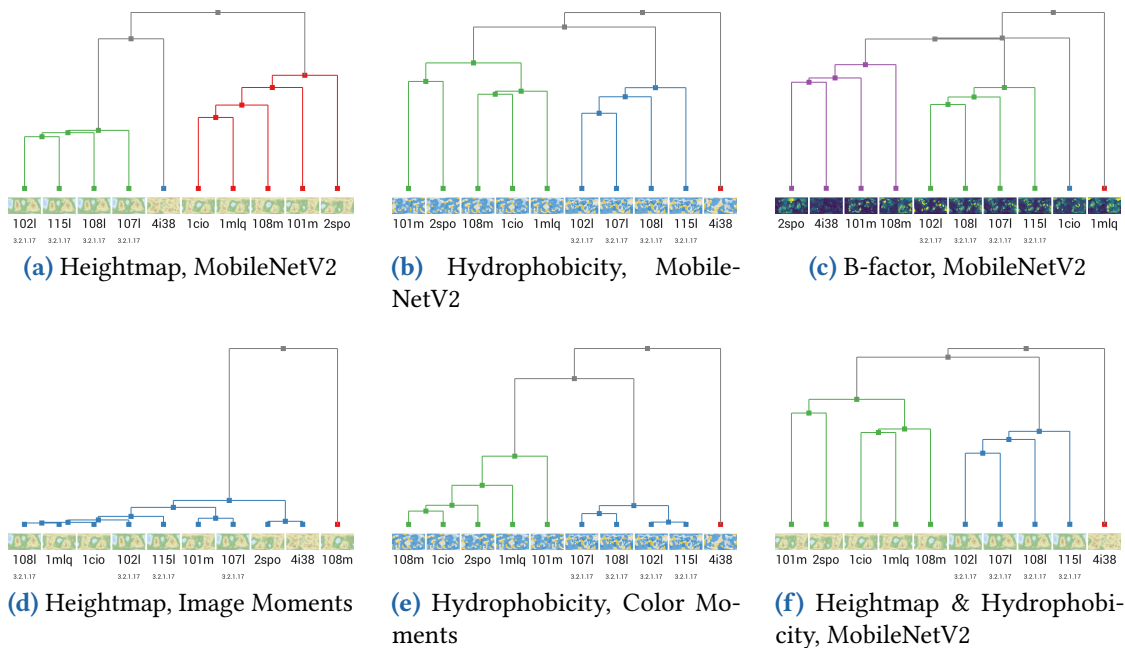 102l 115l 108l 107l 4i38 1cio 1mlq 108m 101m 2spo
3.2.1.17 3.2.1.17 3.2.1.17 3.2.1.17
(a) Heightmap, MobileNetV2
101m 2spo 108m 1cio 1mlq 102l 107l 108l 115l 4i38
3.2.1.17 3.2.1.17 3.2.1.17 3.2.1.17
(b) Hydrophobicity, Mobile-
NetV2
2spo 4i38 101m 108m 102l 108l 107l 115l 1cio 1mlq
3.2.1.17 3.2.1.17 3.2.1.17 3.2.1.17
(c) B-factor, MobileNetV2
108l 1mlq 1cio 102l 115l 101m 107l 2spo 4i38 108m
3.2.1.17 3.2.1.17 3.2.1.17 3.2.1.17
(d) Heightmap, Image Moments
108m 1cio 2spo 1mlq 101m 107l 108l 102l 115l 4i38
3.2.1.17 3.2.1.17 3.2.1.17 3.2.1.17
(e) Hydrophobicity, Color Mo-
ments
101m 2spo 1cio 1mlq 108m 102l 107l 108l 115l 4i38
3.2.1.17 3.2.1.17 3.2.1.17 3.2.1.17
(f) Heightmap & Hydrophobi-
city, MobileNetV2